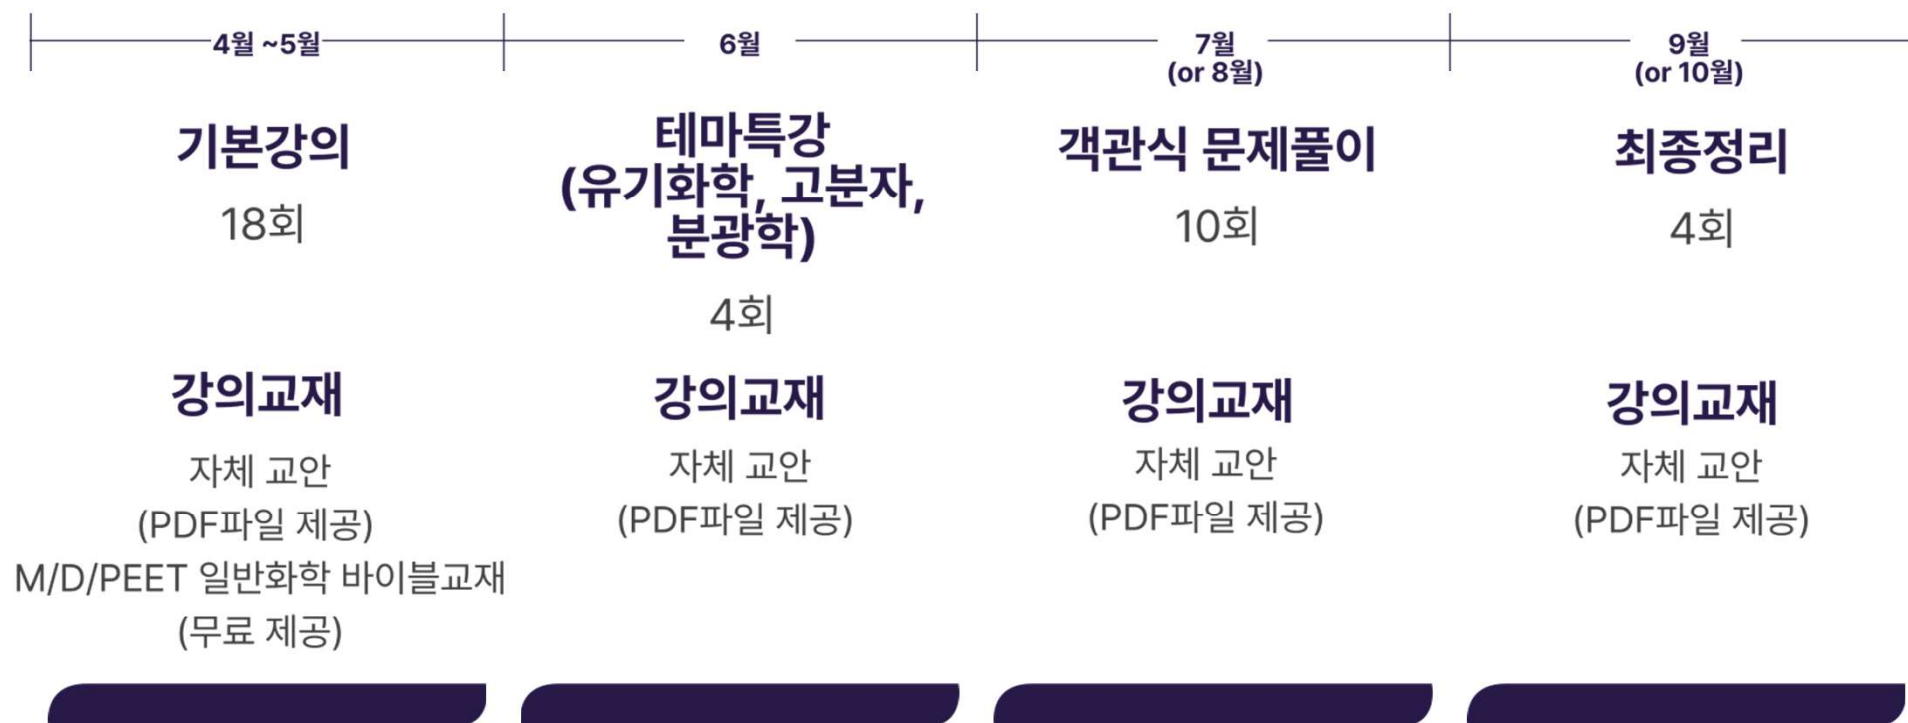 4월 ~5월
기본강의
18회
강의교재
자체 교안
(PDF파일 제공)
M/D/PEET 일반화학 바이블교재
(무료 제공)
6월
테마특강
(유기화학, 고분자,
분광학)
4회
강의교재
자체 교안
(PDF파일 제공)
7월
(or 8월)
객관식 문제풀이
10회
강의교재
자체 교안
(PDF파일 제공)
9월
(or 10월)
최종정리
4회
강의교재
자체 교안
(PDF파일 제공)